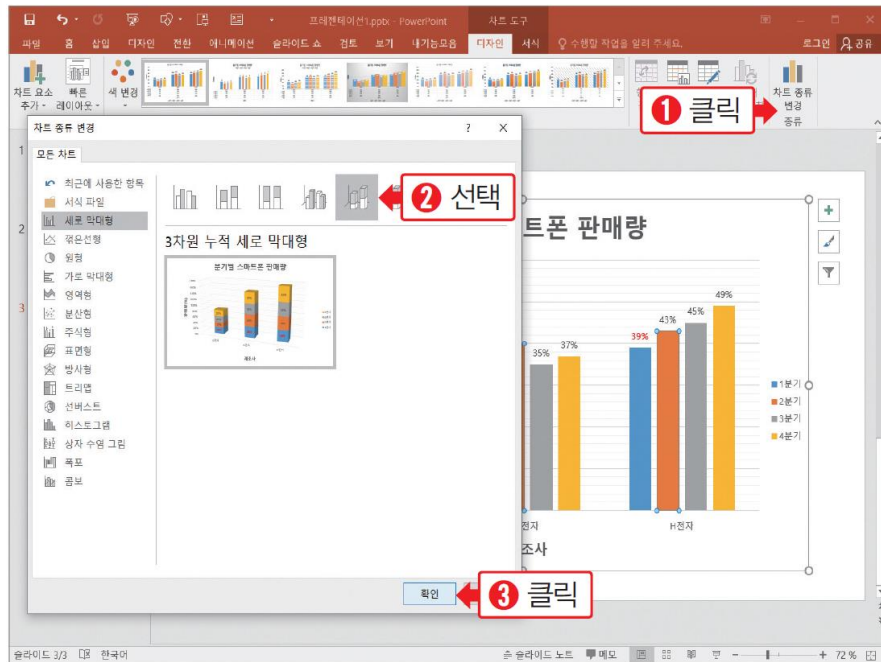 프레젠테이션1.pptx - PowerPoint
차트 도구
파일 홈 삽입 디자인 전환 애니메이션 슬라이드 쇼 검토 보기 내기능모음 디자인 서식 수행할 작업을 알려 주세요. 로그인 공유
차트 요소 추가
빠른 레이아웃
색 변경
차트 종류 변경
종류
❶ 클릭
차트 종류 변경 ? X
모든 차트
최근에 사용한 항목
서식 파일
세로 막대형
꺾은선형
원형
가로 막대형
영역형
분산형
주식형
표면형
방사형
트리맵
선버스트
히스토그램
상자 수염 그림
폭포
콤보
❷ 선택
3차원 누적 세로 막대형
분기별 스마트폰 판매량
확인
❸ 클릭
1
2
3
트폰 판매량
35%
37%
39%
43%
45%
49%
1분기
2분기
3분기
4분기
전자
H전자
조사
슬라이드 3/3 한국어 슬라이드 노트 메모 72 %